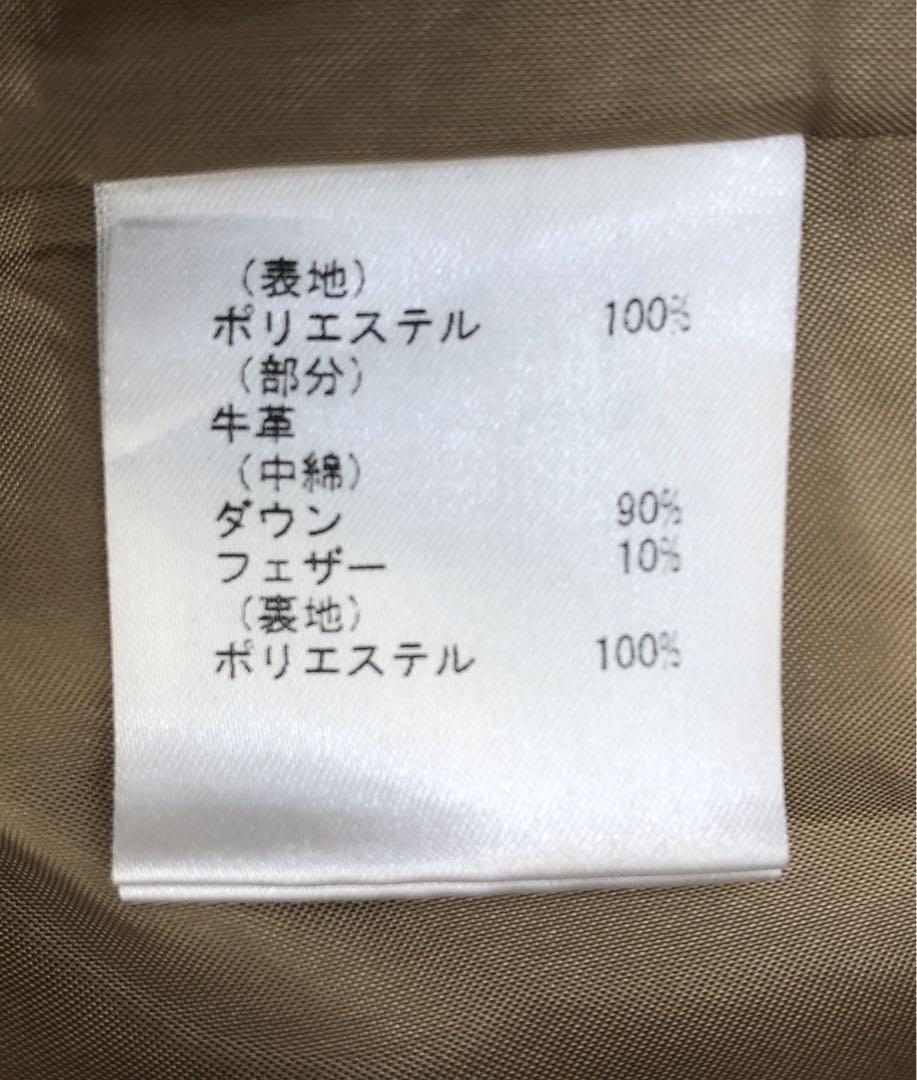 （表地）
ポリエステル 100%
（部分）
牛革
（中綿）
ダウン 90%
フェザー 10%
（裏地）
ポリエステル 100%